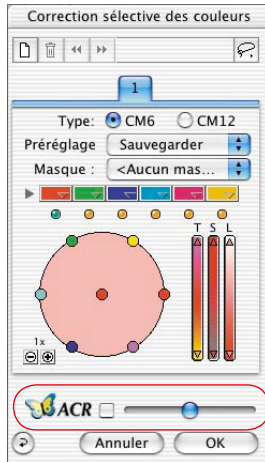 Correction sélective des couleurs
1
Type: CM6 CM12
Préréglage Sauvegarder
Masque : <Aucun mas...
T S L
1x
ACR
Annuler OK